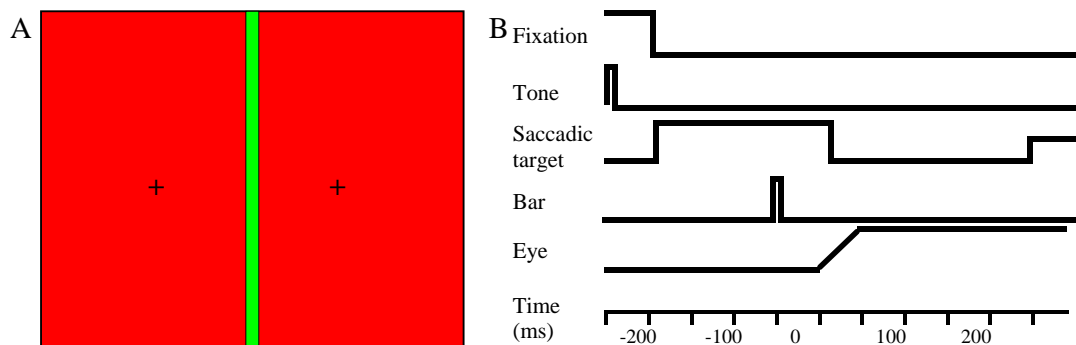 A
B
Fixation
Tone
Saccadic
target
Bar
Eye
Time
(ms)
-200 -100 0 100 200